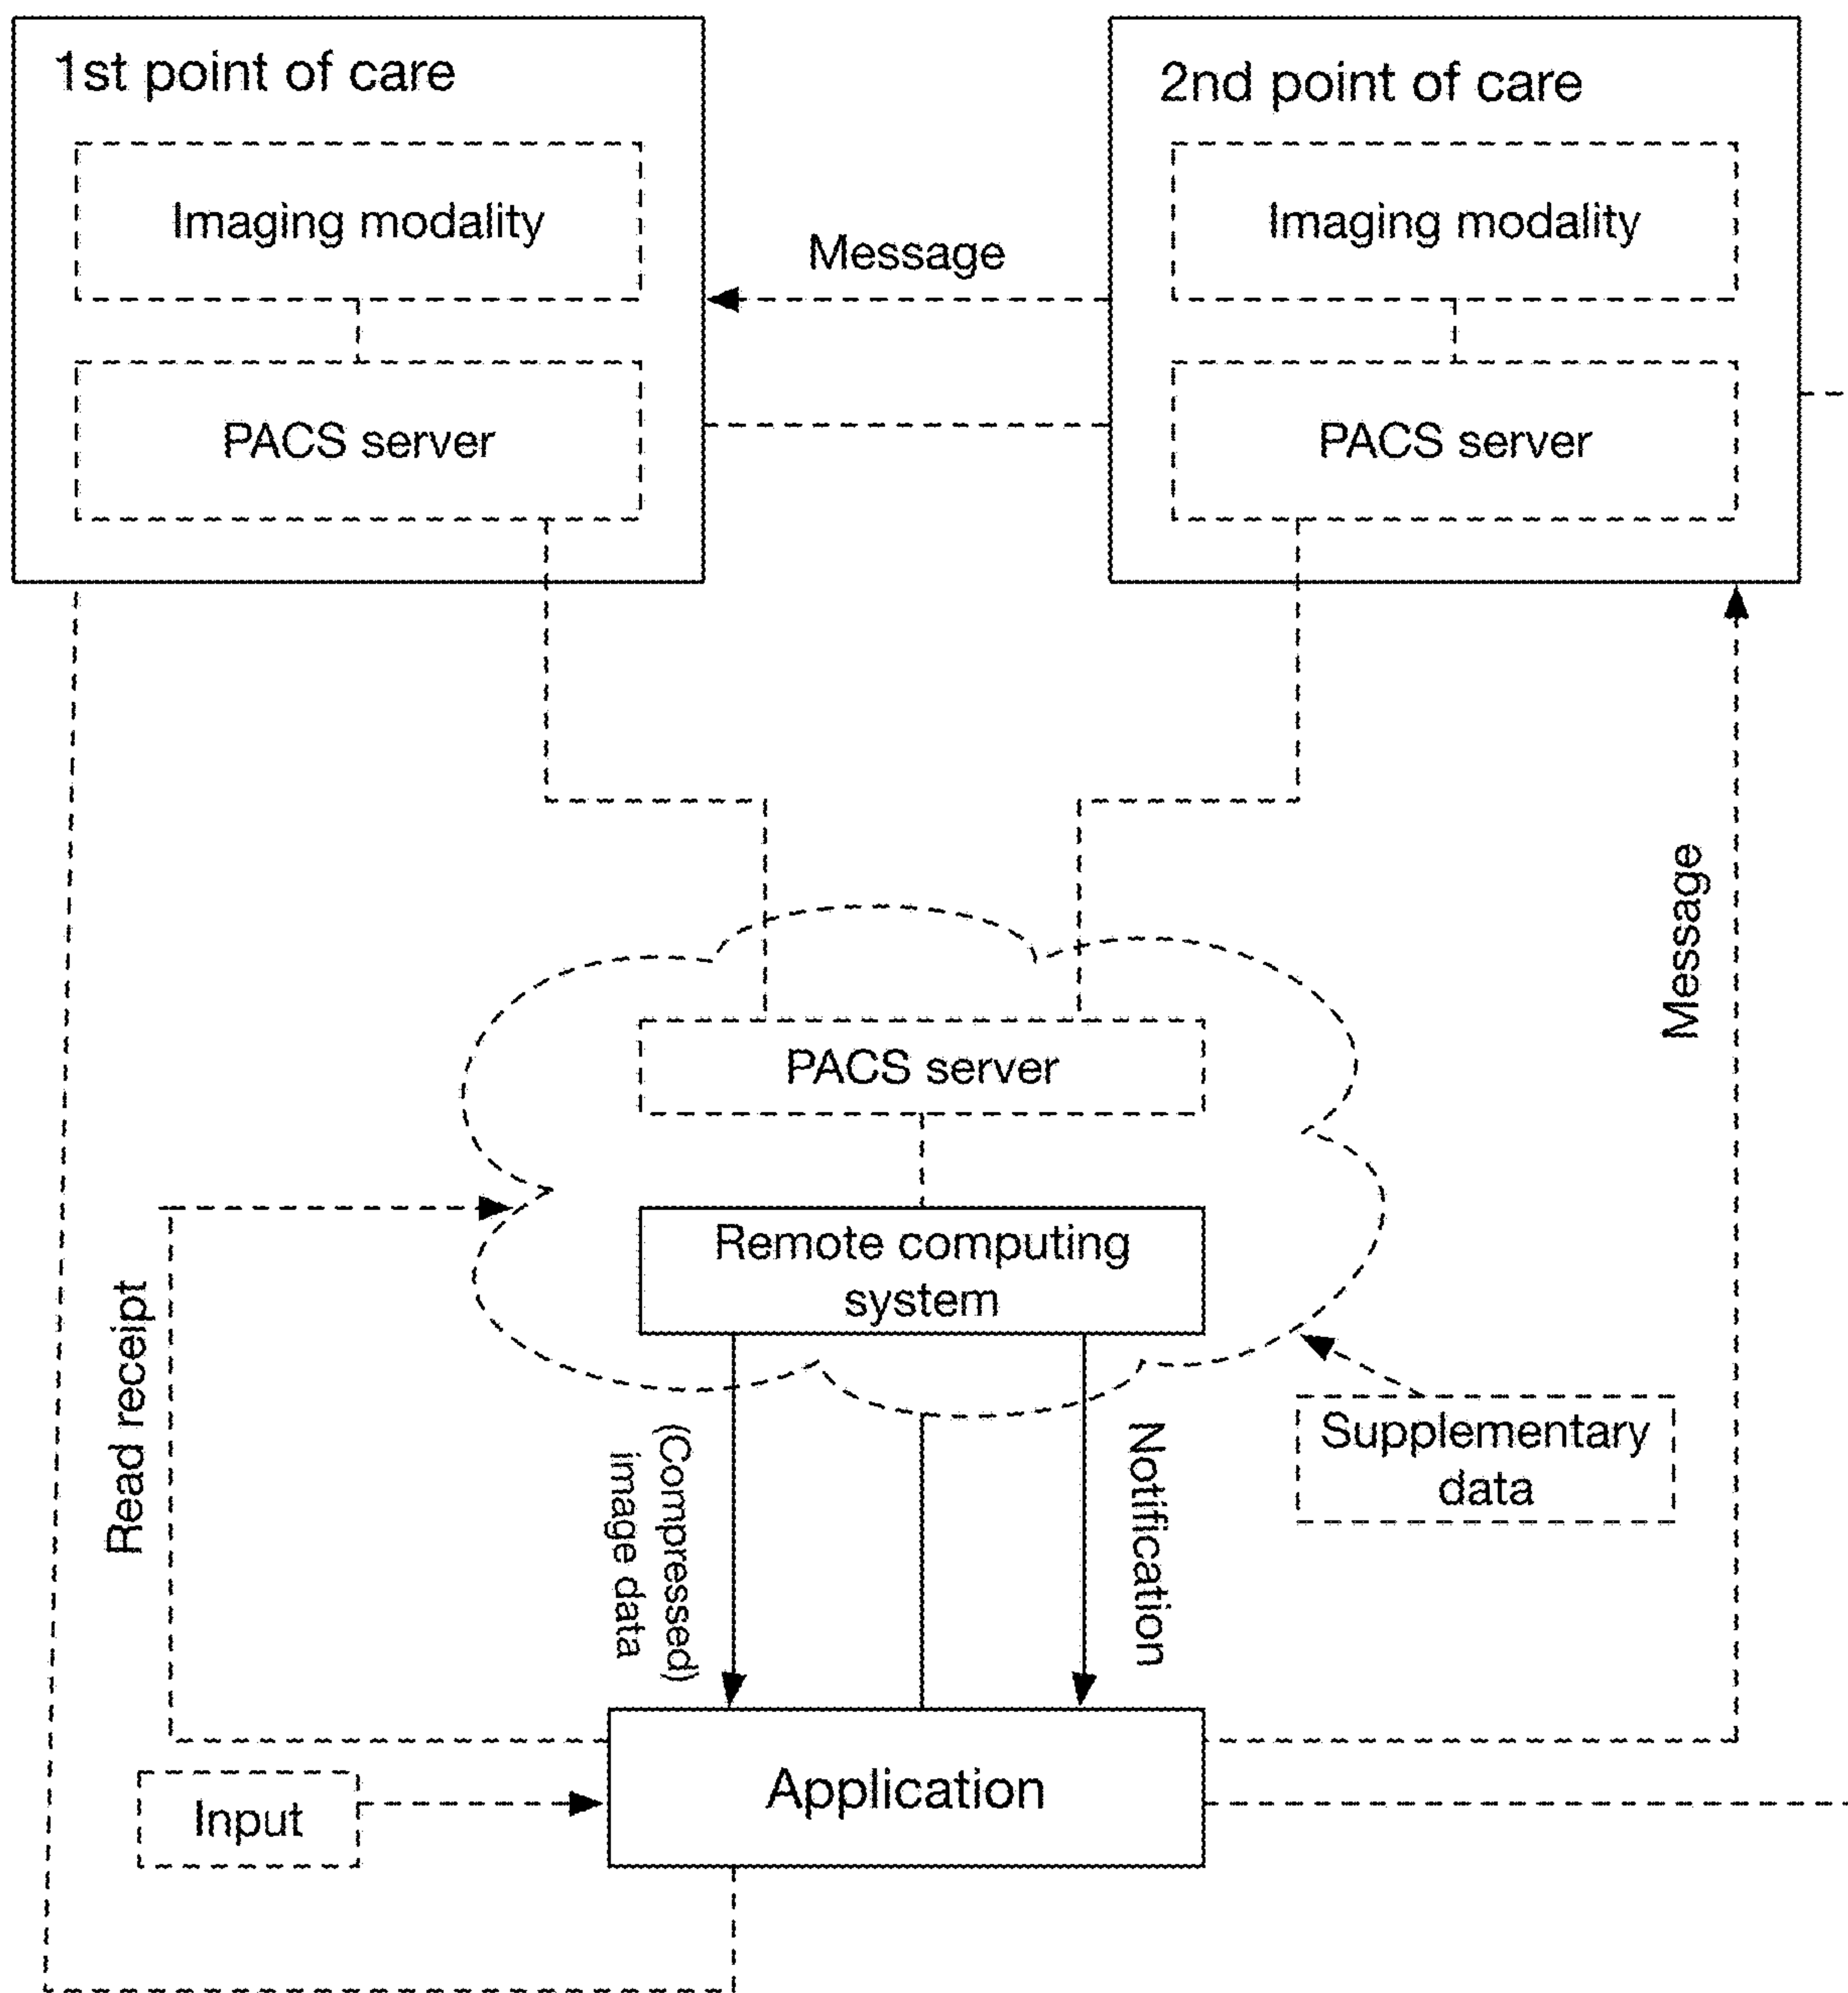 1st point of care
Imaging modality
PACS server
Message
2nd point of care
Imaging modality
PACS server
Message
PACS server
Remote computing
system
Read receipt
(Compressed)
image data
Notification
Supplementary
data
Input
Application